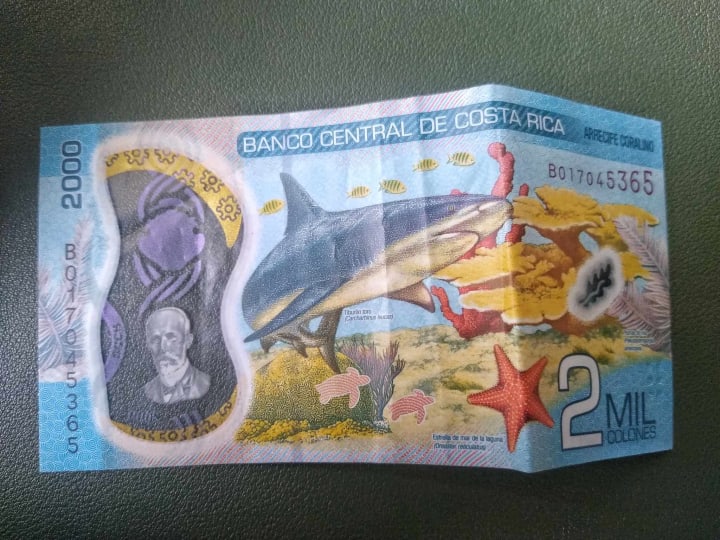 BANCO CENTRAL DE COSTA RICA
ARRECIFE CORALINO
B017045365
2000
B017045365
Tiburón toro
(Carcharhinus leucas)
Estrella de mar de la laguna
(Oreaster reticulatus)
2 MIL
COLONES